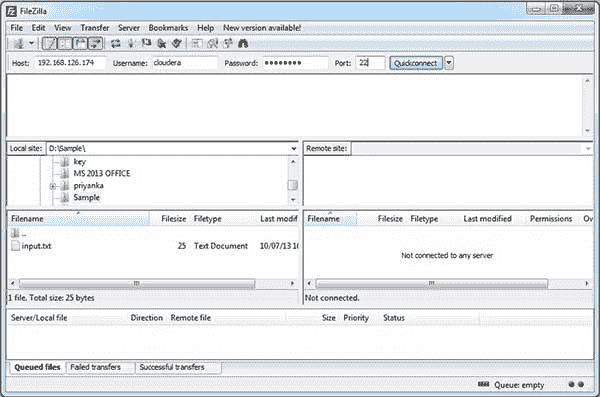 FileZilla
File Edit View Transfer Server Bookmarks Help New version available!
Host: 192.168.126.174 Username: cloudera Password: ●●●●●●●● Port: 22 Quickconnect
Local site: D:\Sample\ Remote site:
key
MS 2013 OFFICE
priyanka
Sample
Filename Filesize Filetype Last modif Filename Filesize Filetype Last modified Permissions Ov
..
input.txt 25 Text Document 10/07/13 10
Not connected to any server
1 file. Total size: 25 bytes Not connected.
Server/Local file Direction Remote file Size Priority Status
Queued files Failed transfers Successful transfers
Queue: empty